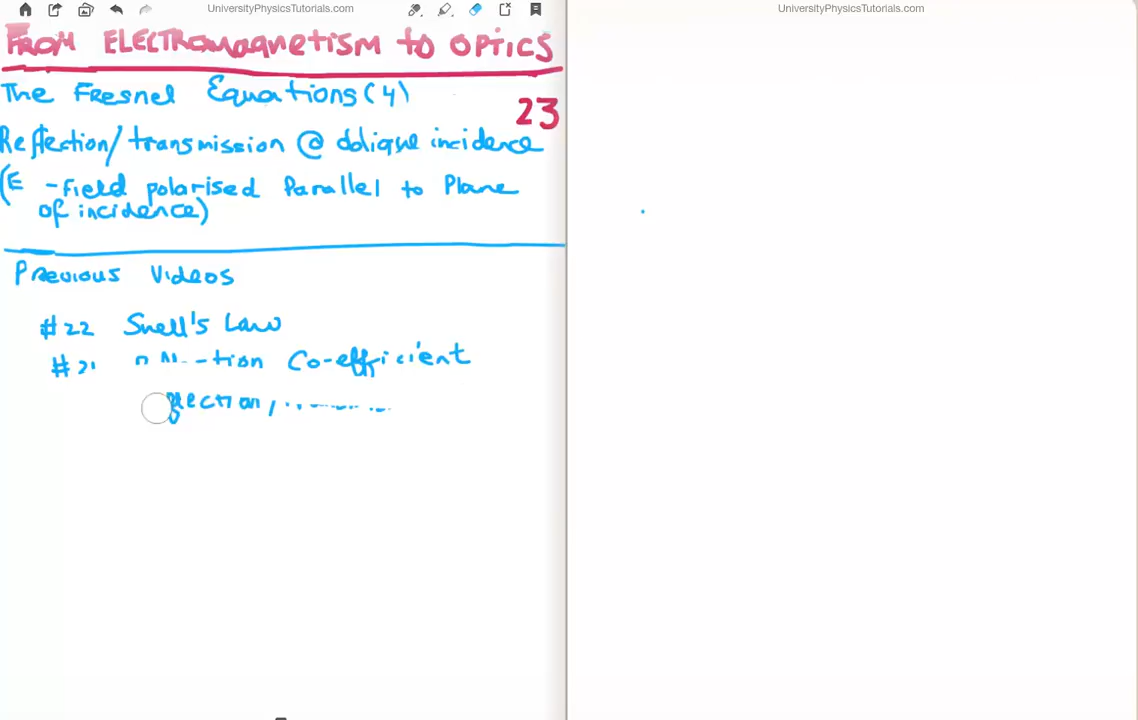 UniversityPhysicsTutorials.com
FROM ELECTROMAGNETISM TO OPTICS
The Fresnel Equations (4)
23
Reflection/transmission @ oblique incidence
(E -field polarised Parallel to Plane
of incidence)
Previous Videos
#22 Snell's Law
#21 Co-efficient
UniversityPhysicsTutorials.com